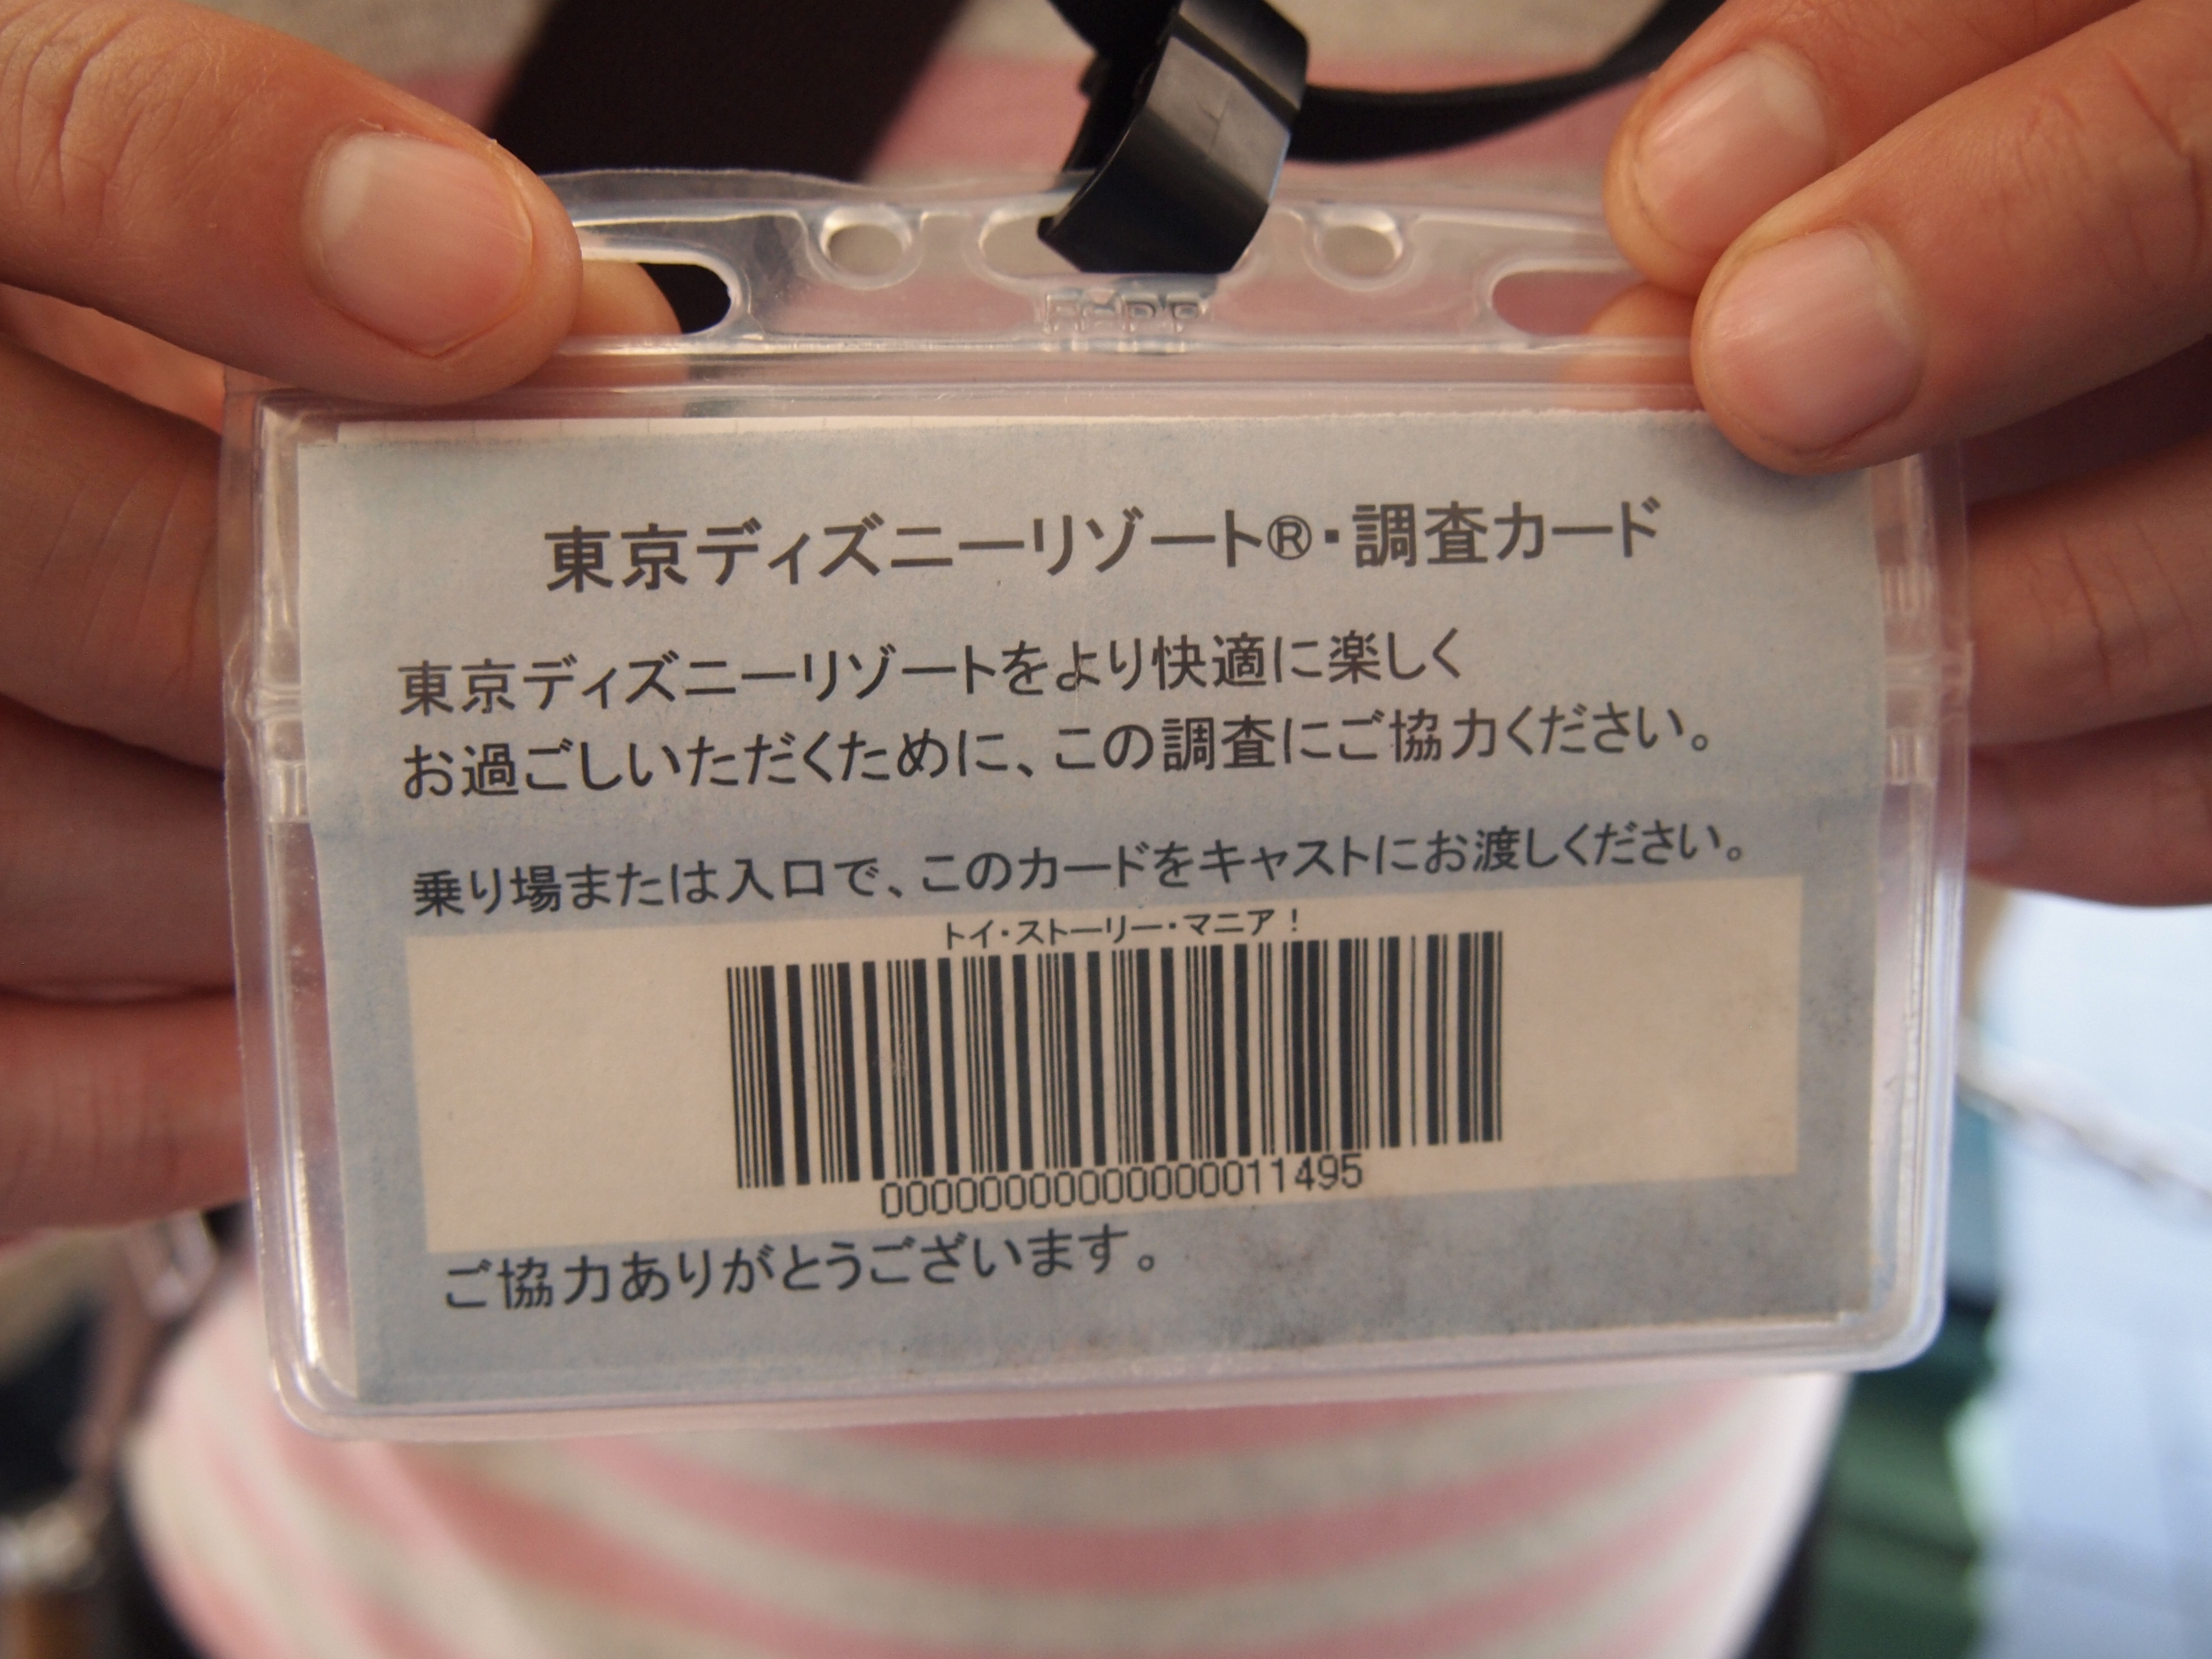 東京ディズニーリゾート®・調査カード
東京ディズニーリゾートをより快適に楽しく
お過ごしいただくために、この調査にご協力ください。
乗り場または入口で、このカードをキャストにお渡しください。
トイ・ストーリー・マニア！
00000000000000011495
ご協力ありがとうございます。